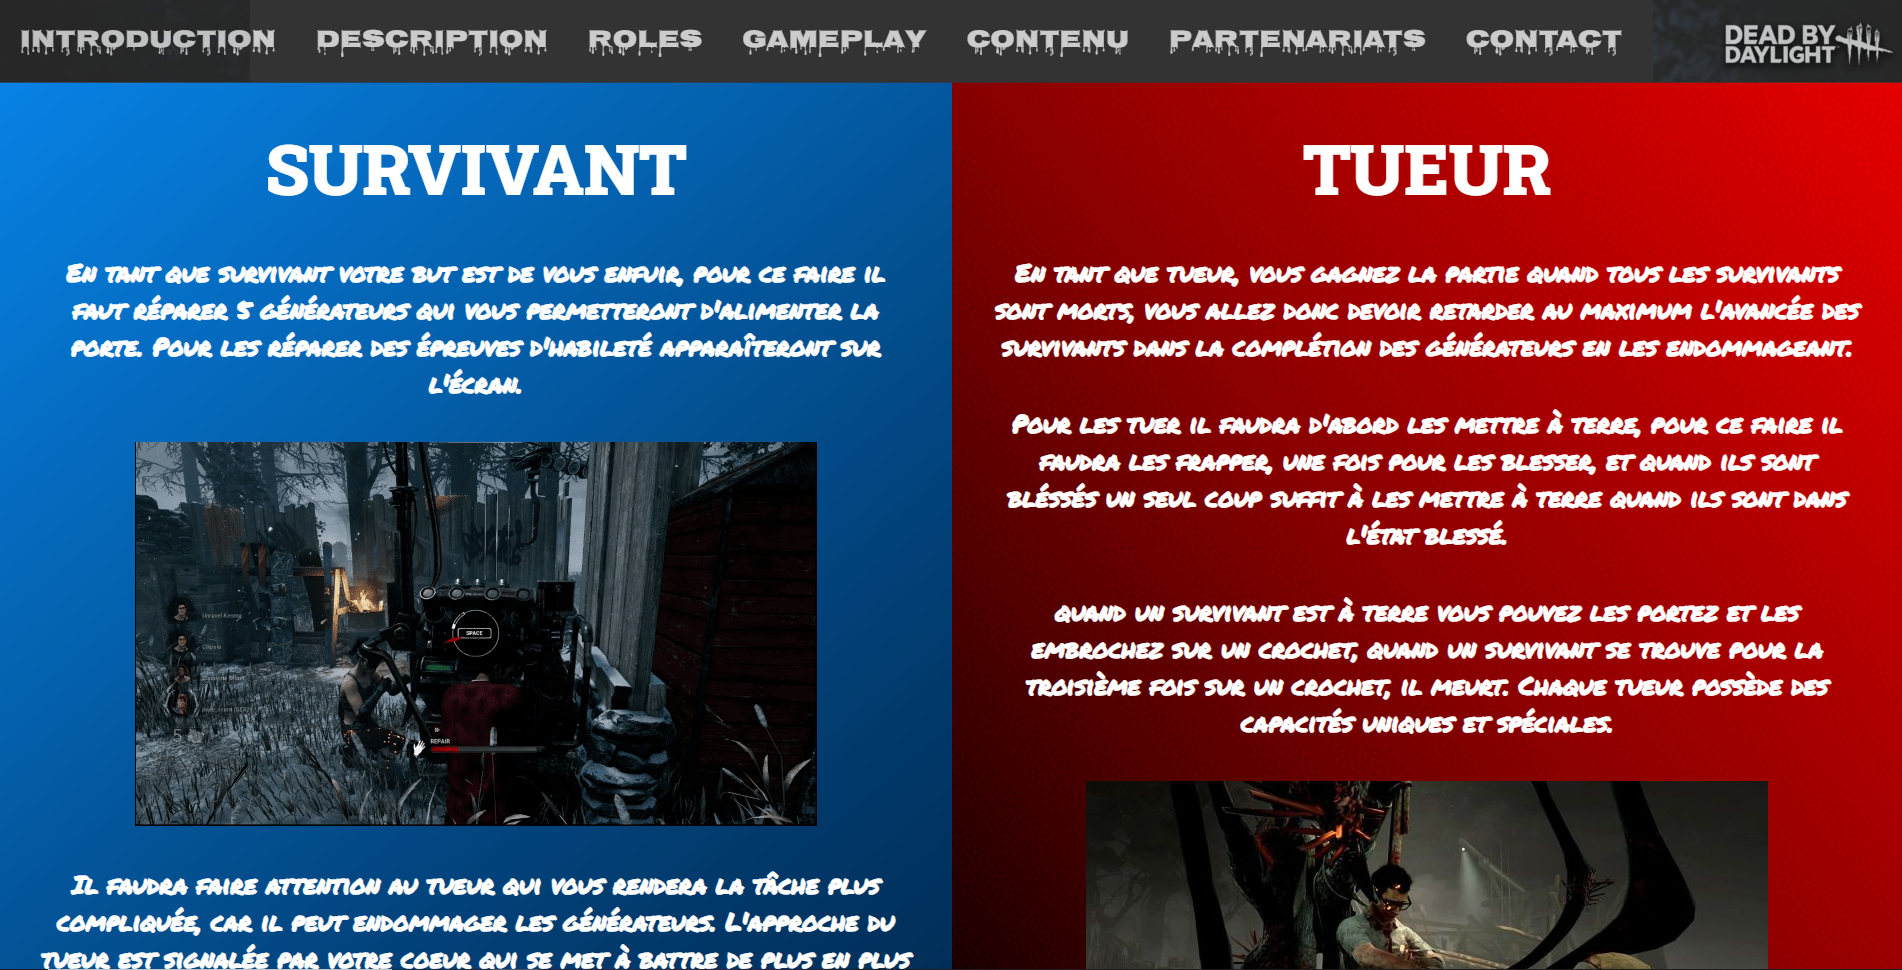 INTRODUCTION DESCRIPTION ROLES GAMEPLAY CONTENU PARTENARIATS CONTACT
DEAD BY
DAYLIGHT
SURVIVANT
En tant que survivant votre but est de vous enfuir, pour ce faire il
faut réparer 5 générateurs qui vous permetteront d'alimenter la
porte. Pour les réparer des épreuves d'habileté apparaîteront sur
l'écran.
SPACE
REPAIR
Il faudra faire attention au tueur qui vous rendera la tâche plus
compliquée, car il peut endommager les générateurs. L'approche du
tueur est signalée par votre coeur qui se met à battre de plus en plus
TUEUR
En tant que tueur, vous gagnez la partie quand tous les survivants
sont morts, vous allez donc devoir retarder au maximum l'avancée des
survivants dans la complétion des générateurs en les endommageant.
Pour les tuer il faudra d'abord les mettre à terre, pour ce faire il
faudra les frapper, une fois pour les blesser, et quand ils sont
bléssés un seul coup suffit à les mettre à terre quand ils sont dans
l'état blessé.
quand un survivant est à terre vous pouvez les portez et les
embrochez sur un crochet, quand un survivant se trouve pour la
troisième fois sur un crochet, il meurt. Chaque tueur possède des
capacités uniques et spéciales.